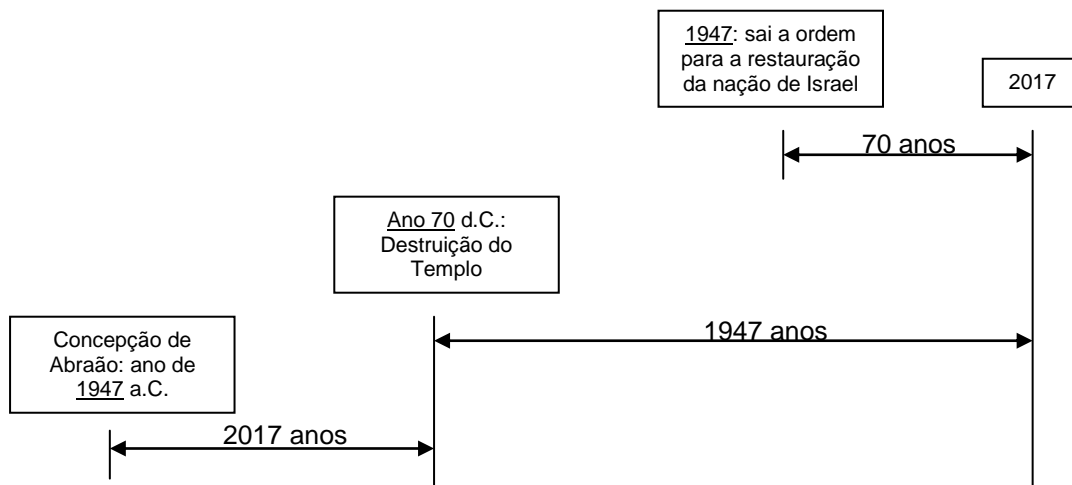 1947: sai a ordem
para a restauração
da nação de Israel
2017
70 anos
Ano 70 d.C.:
Destruição do
Templo
1947 anos
Concepção de
Abraão: ano de
1947 a.C.
2017 anos